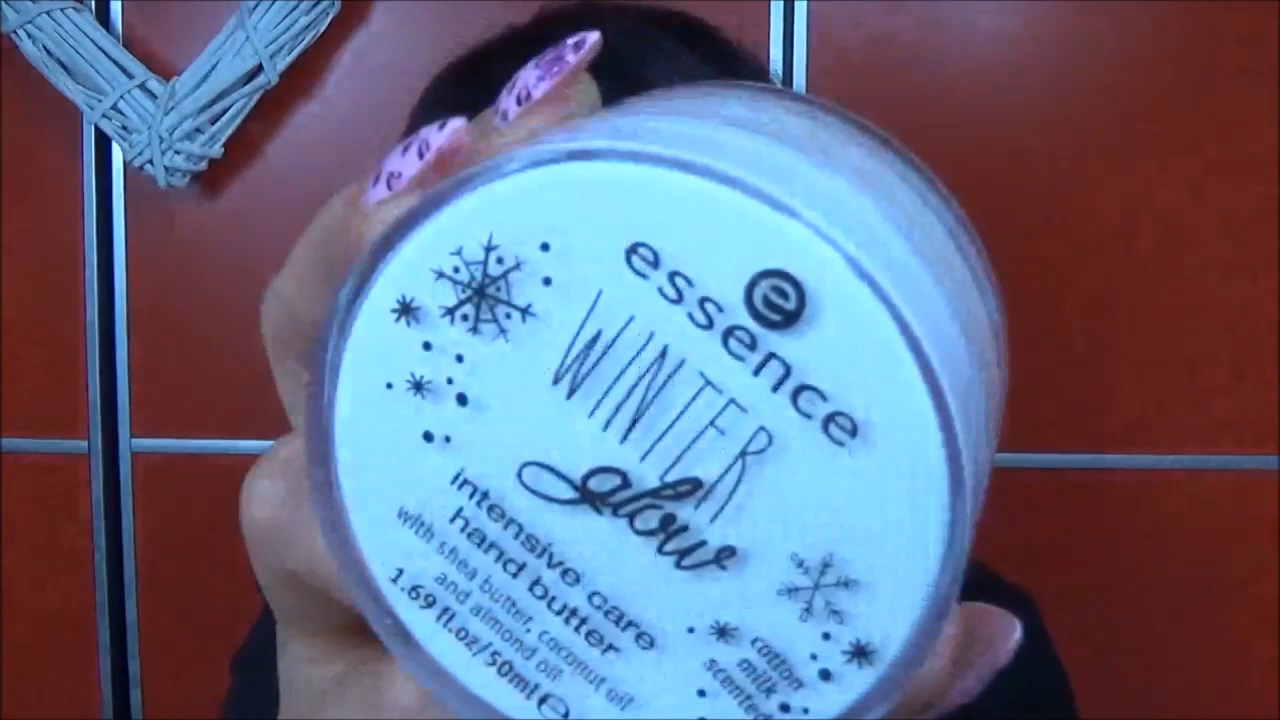 e
essence
WINTER
glow
intensive care
hand butter
with shea butter, coconut oil
and almond oil
1.69 fl.oz/50ml e
cotton
milk
scented